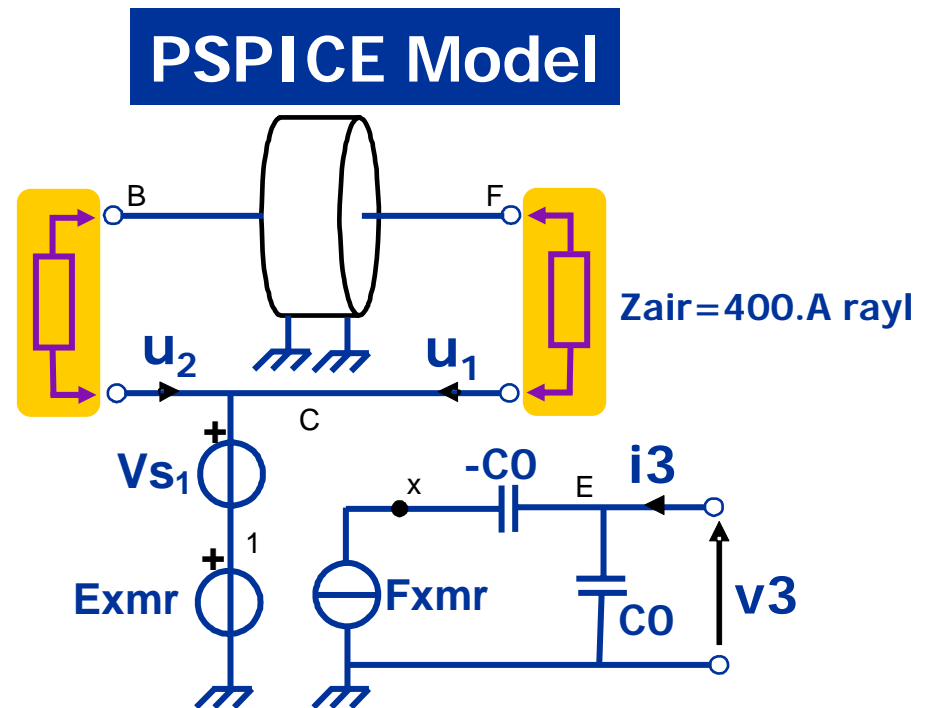 PSPICE Model
B
F
Zair=400.A rayl
u2
u1
C
+
Vs1
-C0
i3
x
E
1
+
Exmr
Fxmr
C0
v3